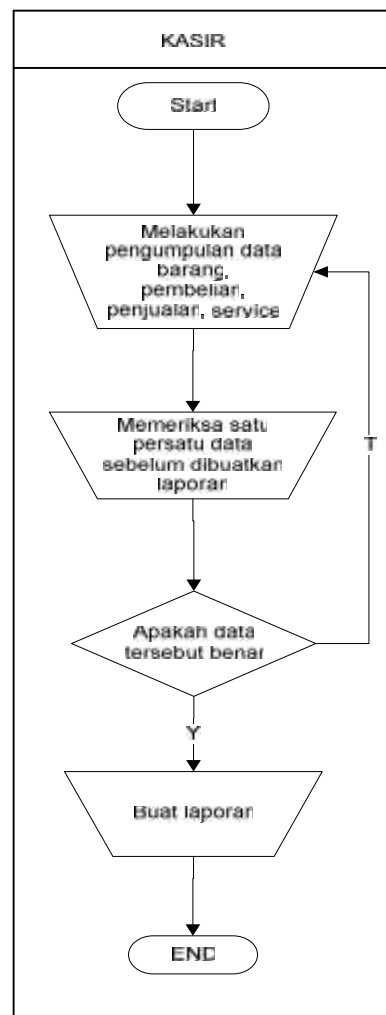 KASIR
Start
Melakukan
pengumpulan data
barang,
pembelian,
penjualan, service
Memeriksa satu
persatu data
sebelum dibuatkan
laporan
T
Apakah data
tersebut benar
Y
Buat laporan
END